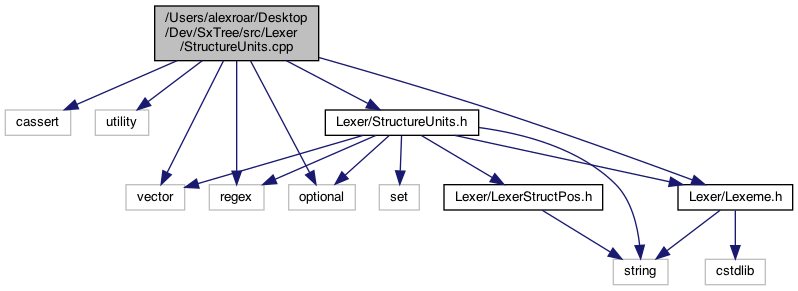 /Users/alexroar/Desktop
/Dev/SxTree/src/Lexer
/StructureUnits.cpp
cassert
utility
Lexer/StructureUnits.h
vector
regex
optional
set
Lexer/LexerStructPos.h
Lexer/Lexeme.h
string
cstdlib